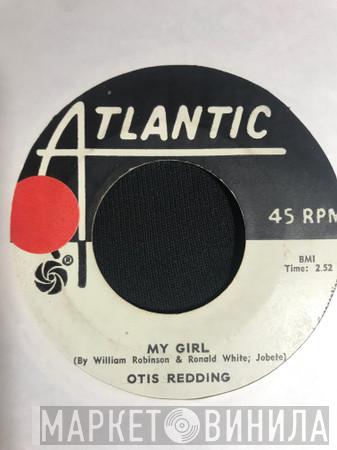 ATLANTIC
45 RPM
®
BMI
Time: 2.52
MY GIRL
(By William Robinson & Ronald White; Jobete)
OTIS REDDING
МАРКЕТ ВИНИЛА